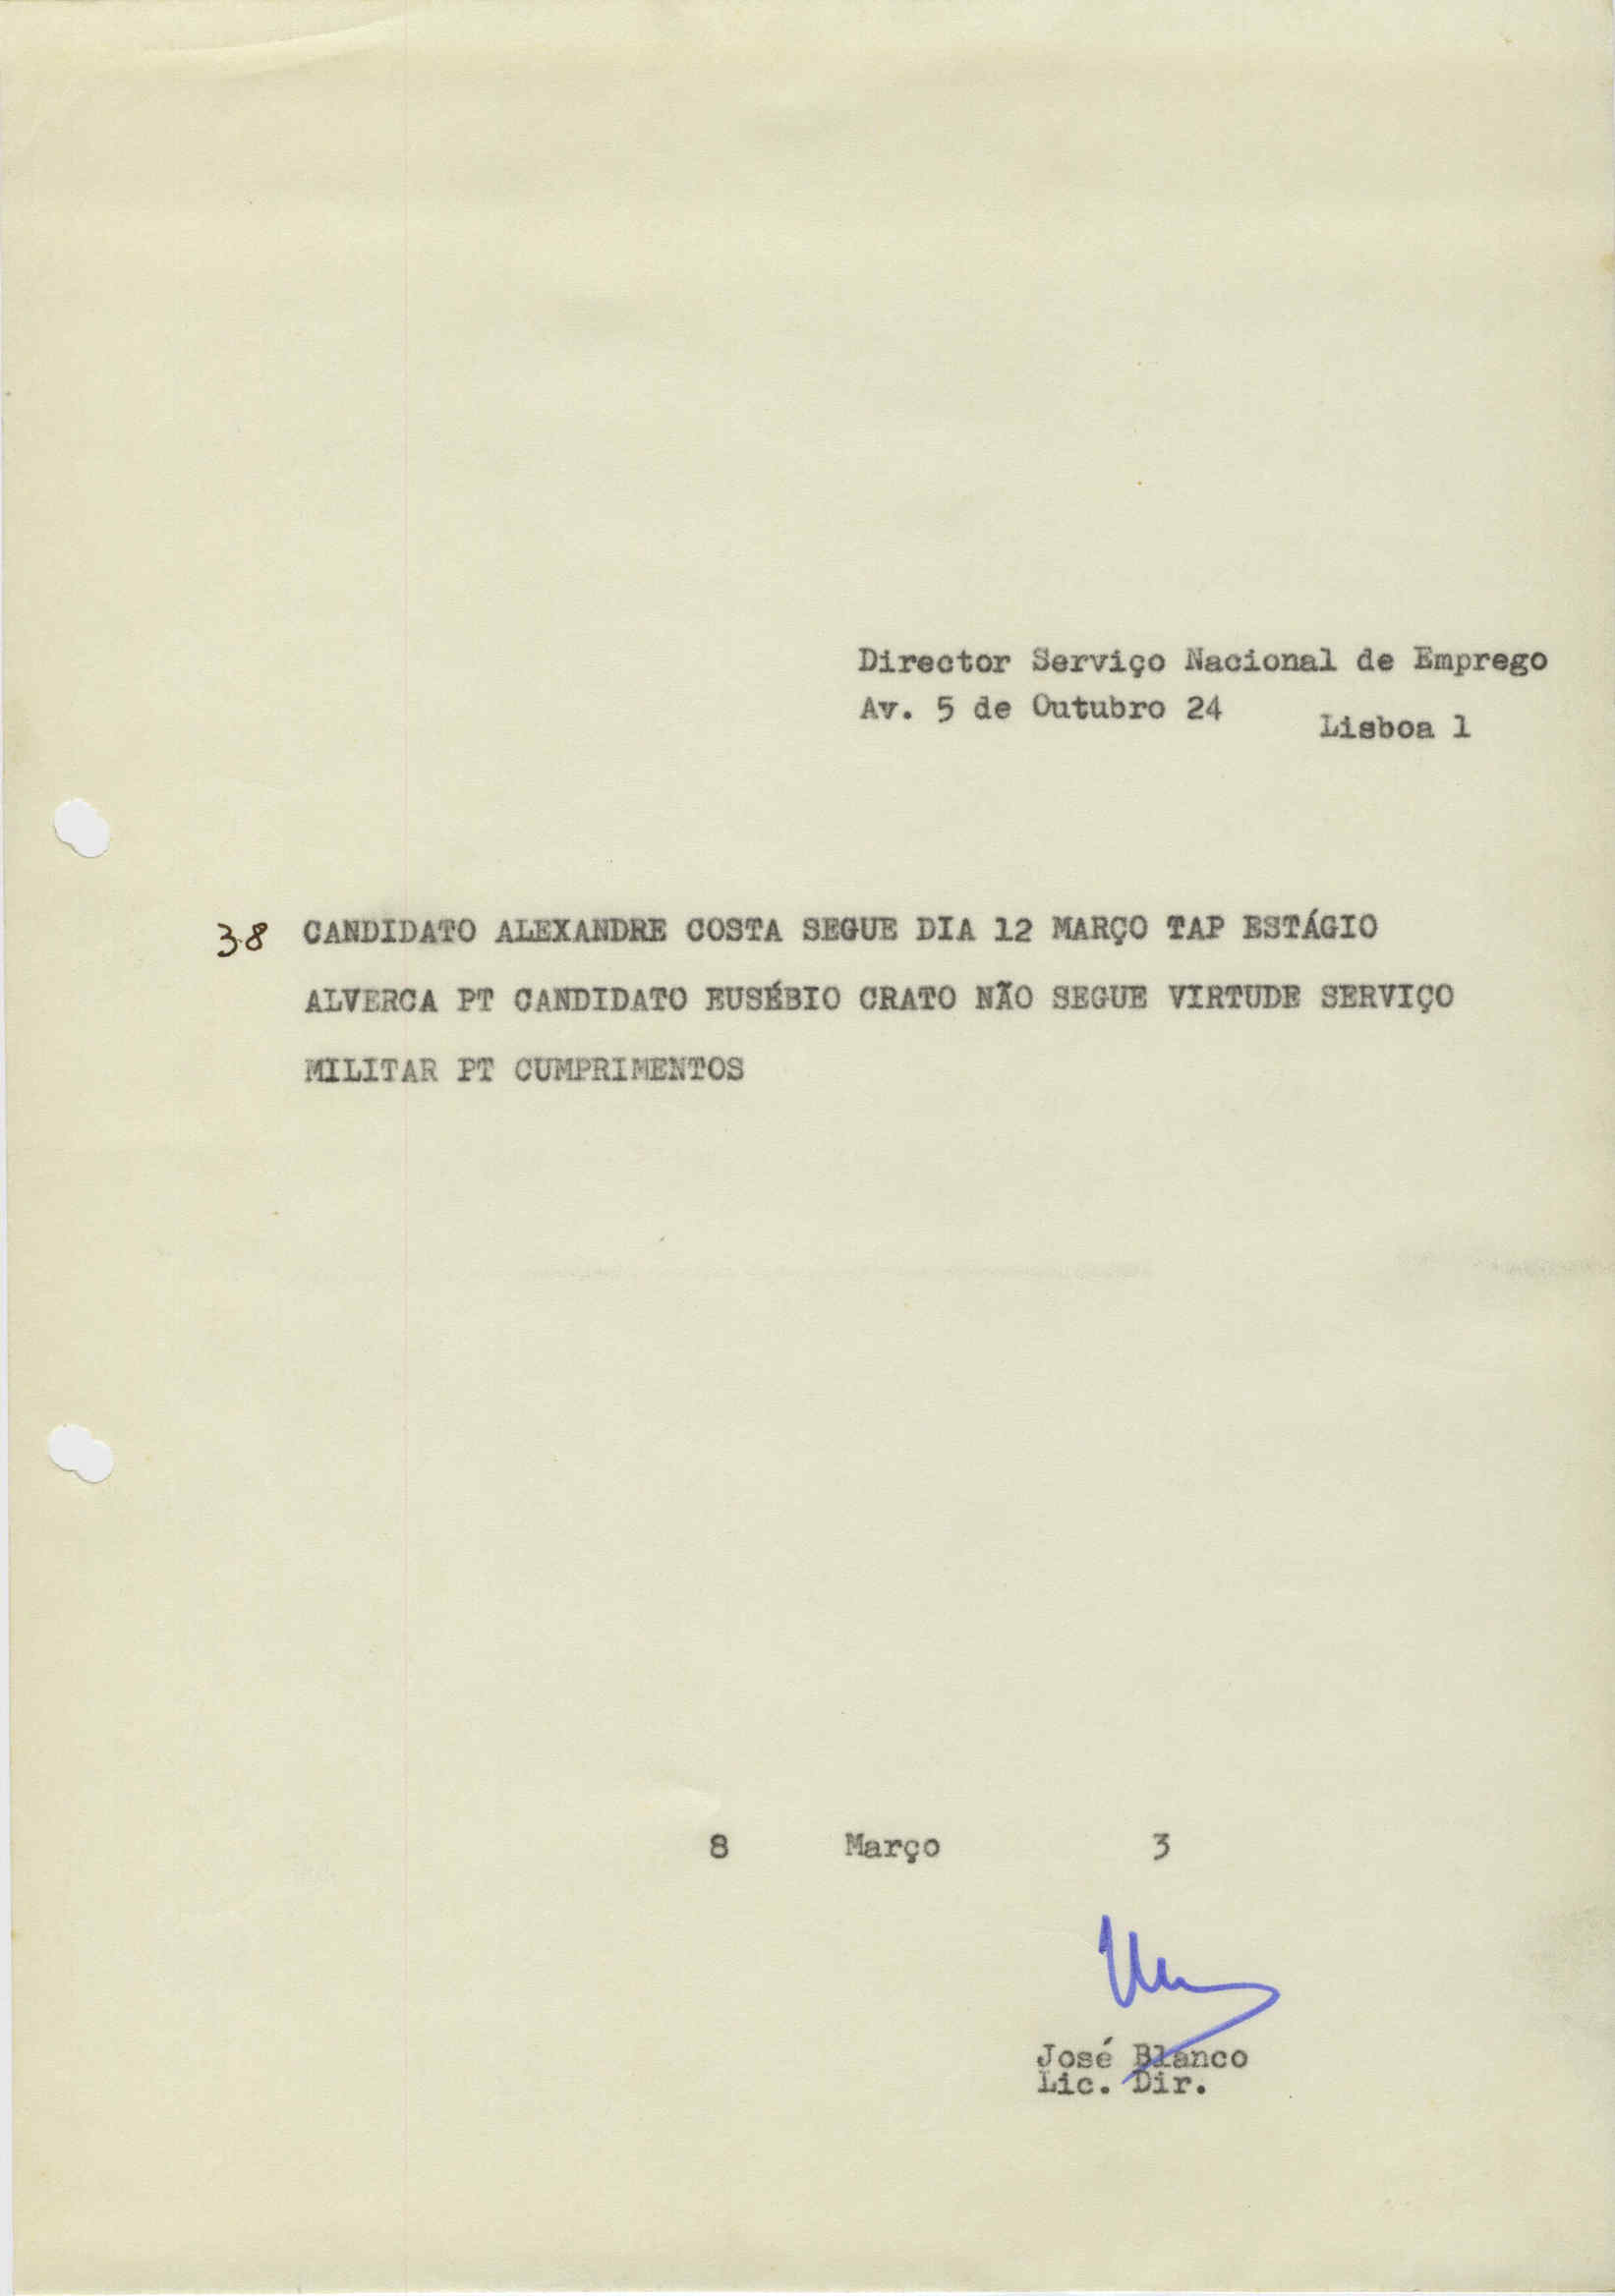 Director Serviço Nacional de Emprego
Av. 5 de Outubro 24
Lisboa 1
38 CANDIDATO ALEXANDRE COSTA SEGUE DIA 12 MARÇO TAP ESTÁGIO
ALVERCA PT CANDIDATO EUSÉBIO CRATO NÃO SEGUE VIRTUDE SERVIÇO
MILITAR PT CUMPRIMENTOS
8 Março 3
José Blanco
Lic. Dir.